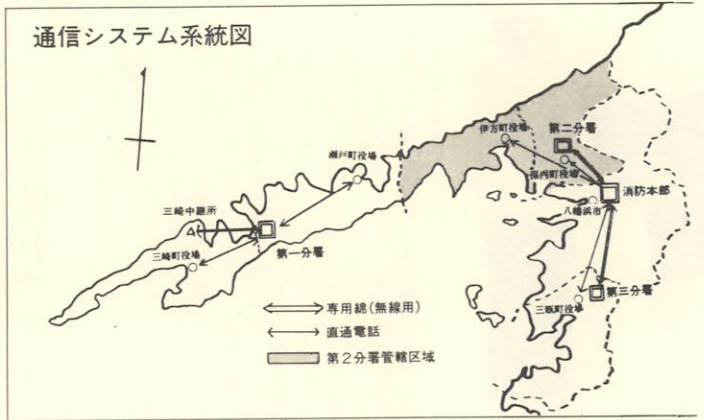 通信システム系統図
伊方町役場
第二分署
瀬戸町役場
保内町役場
消防本部
八幡浜市
三崎中継所
三崎町役場
第一分署
第三分署
三瓶町役場
専用綿(無線用)
直通電話
第2分署管轄区域